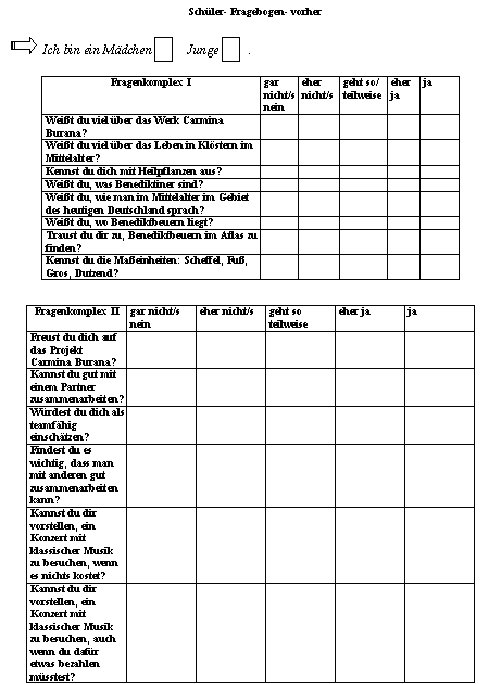 Schüler- Fragebogen- vorher
Ich bin ein Mädchen Junge .
Fragenkomplex I gar eher geht so/ eher ja
nicht/s nicht/s teilweise ja
nein
Weißt du viel über das Werk Carmina
Burana?
Weißt du viel über das Leben in Klöstern im
Mittelalter?
Kennst du dich mit Heilpflanzen aus?
Weißt du, was Benediktiner sind?
Weißt du, wie man im Mittelalter im Gebiet
des heutigen Deutschland sprach?
Weißt du, wo Benediktbeuern liegt?
Traust du dir zu, Benediktbeuern im Atlas zu
finden?
Kennst du die Maßeinheiten: Scheffel, Fuß,
Gros, Dutzend?
Fragenkomplex II gar nicht/s eher nicht/s geht so eher ja ja
nein teilweise
Freust du dich auf
das Projekt
Carmina Burana?
Kannst du gut mit
einem Partner
zusammenarbeiten?
Würdest du dich als
teamfähig
einschätzen?
Findest du es
wichtig, dass man
mit anderen gut
zusammenarbeiten
kann?
Kannst du dir
vorstellen, ein
Konzert mit
klassischer Musik
zu besuchen, wenn
es nichts kostet?
Kannst du dir
vorstellen, ein
Konzert mit
klassischer Musik
zu besuchen, auch
wenn du dafür
etwas bezahlen
müsstest?